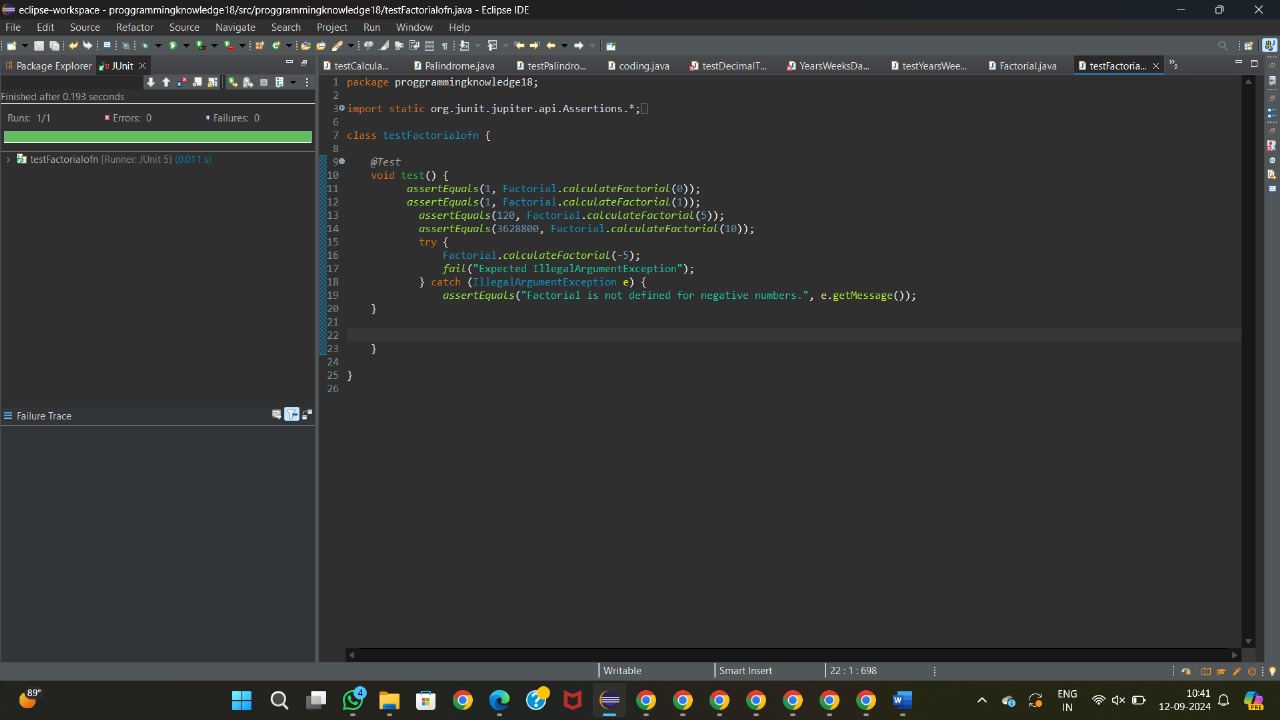 eclipse-workspace - proggrammingknowledge18/src/proggrammingknowledge18/testFactorialofn.java - Eclipse IDE
File Edit Source Refactor Source Navigate Search Project Run Window Help
Package Explorer JUnit
testCalcula... Palindrome.java testPalindro... coding.java testDecimalT... YearsWeeksDa... testYearsWee... Factorial.java testFactoria...
Finished after 0.193 seconds
Runs: 1/1 Errors: 0 Failures: 0
testFactorialofn [Runner: JUnit 5] (0.011 s)
Failure Trace
1 package proggrammingknowledge18;
2
3 import static org.junit.jupiter.api.Assertions.*;
6
7 class testFactorialofn {
8
9 @Test
10 void test() {
11 assertEquals(1, Factorial.calculateFactorial(0));
12 assertEquals(1, Factorial.calculateFactorial(1));
13 assertEquals(120, Factorial.calculateFactorial(5));
14 assertEquals(3628800, Factorial.calculateFactorial(10));
15 try {
16 Factorial.calculateFactorial(-5);
17 fail("Expected IllegalArgumentException");
18 } catch (IllegalArgumentException e) {
19 assertEquals("Factorial is not defined for negative numbers.", e.getMessage());
20 }
21
22
23 }
24
25 }
26
Writable Smart Insert 22 : 1 : 698
89° 4 ENG 10:41
IN 12-09-2024